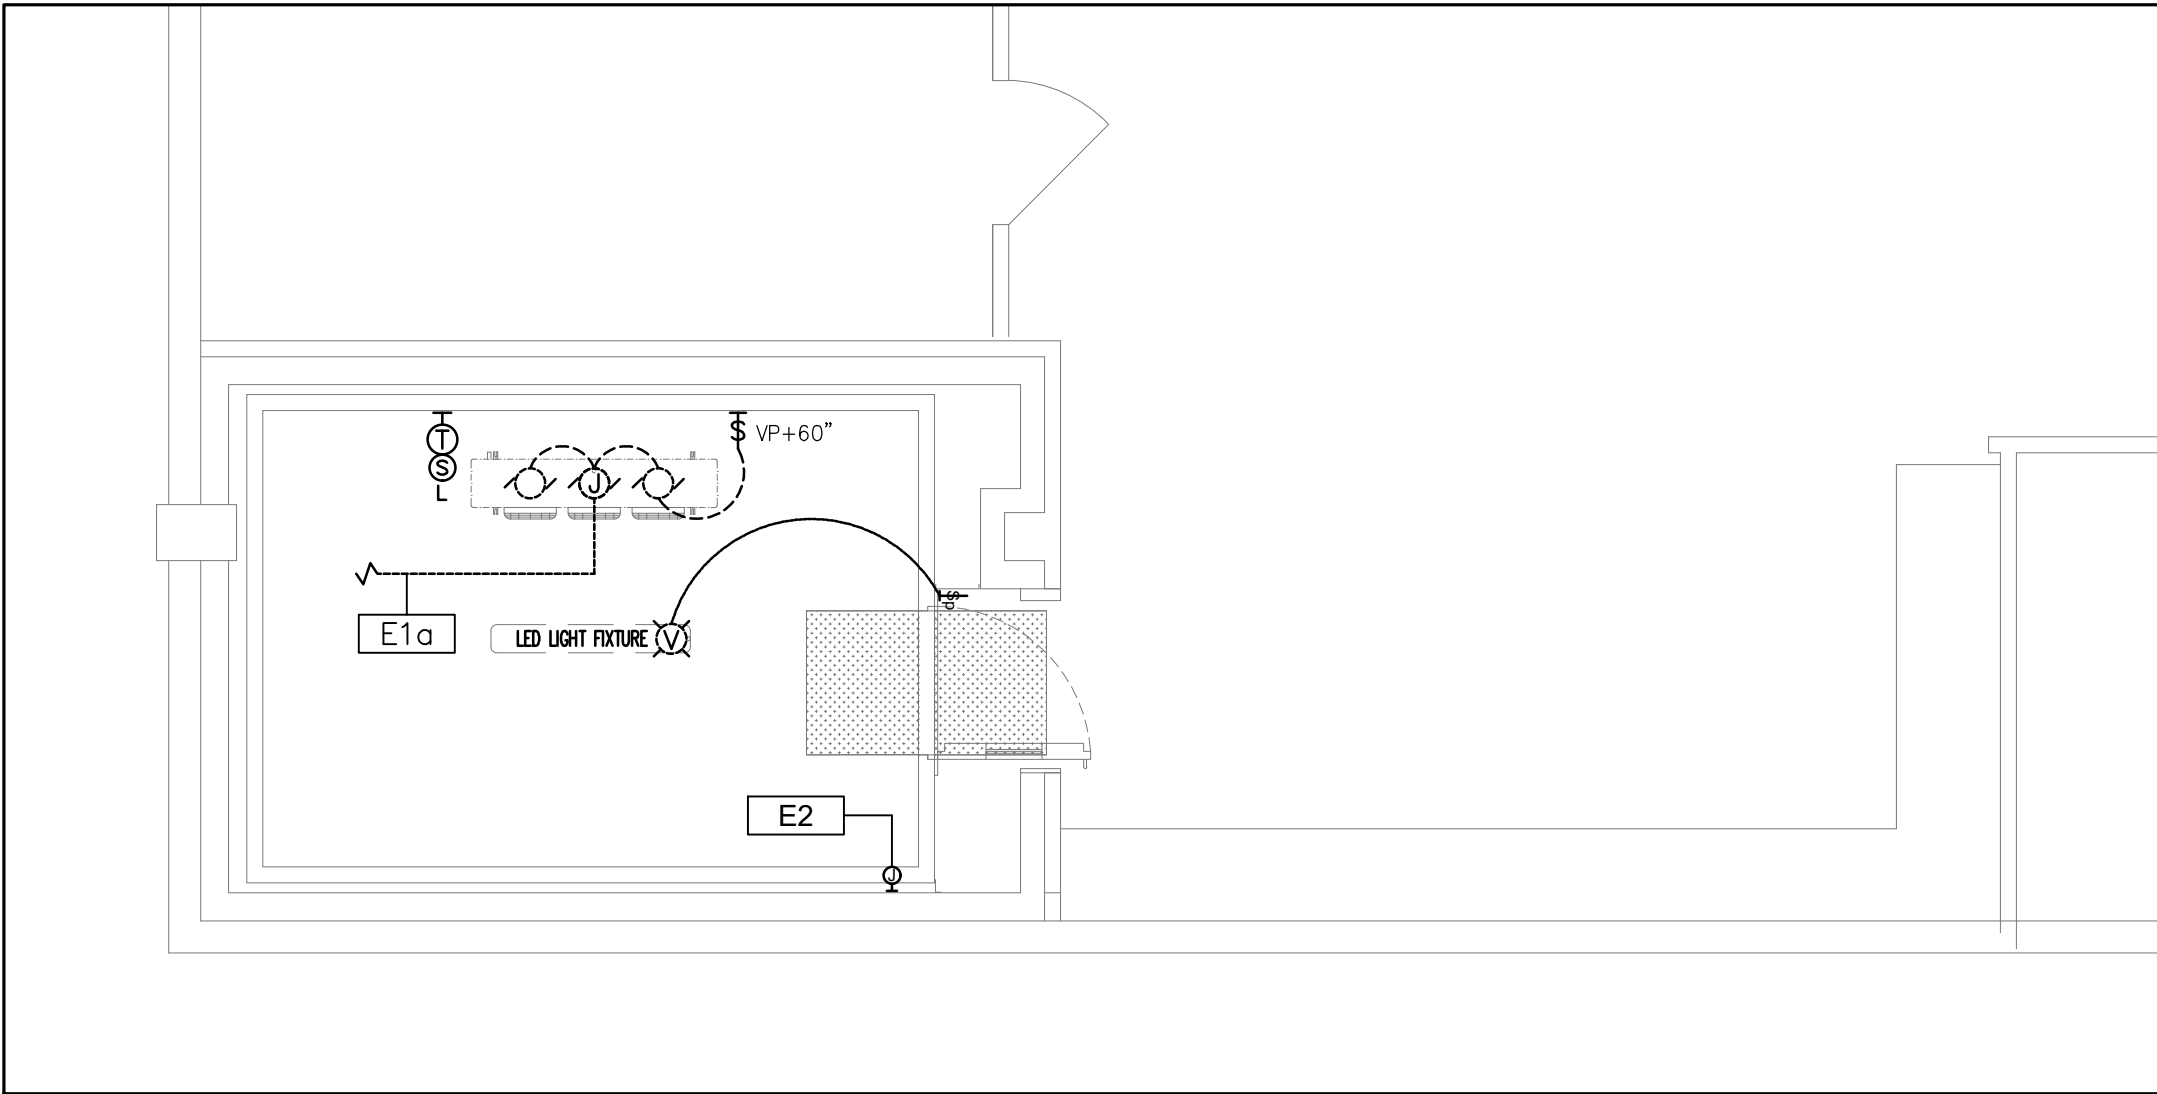 T
S
L
$ VP+60”
J
E1a
LED LIGHT FIXTURE V
$p
E2
J